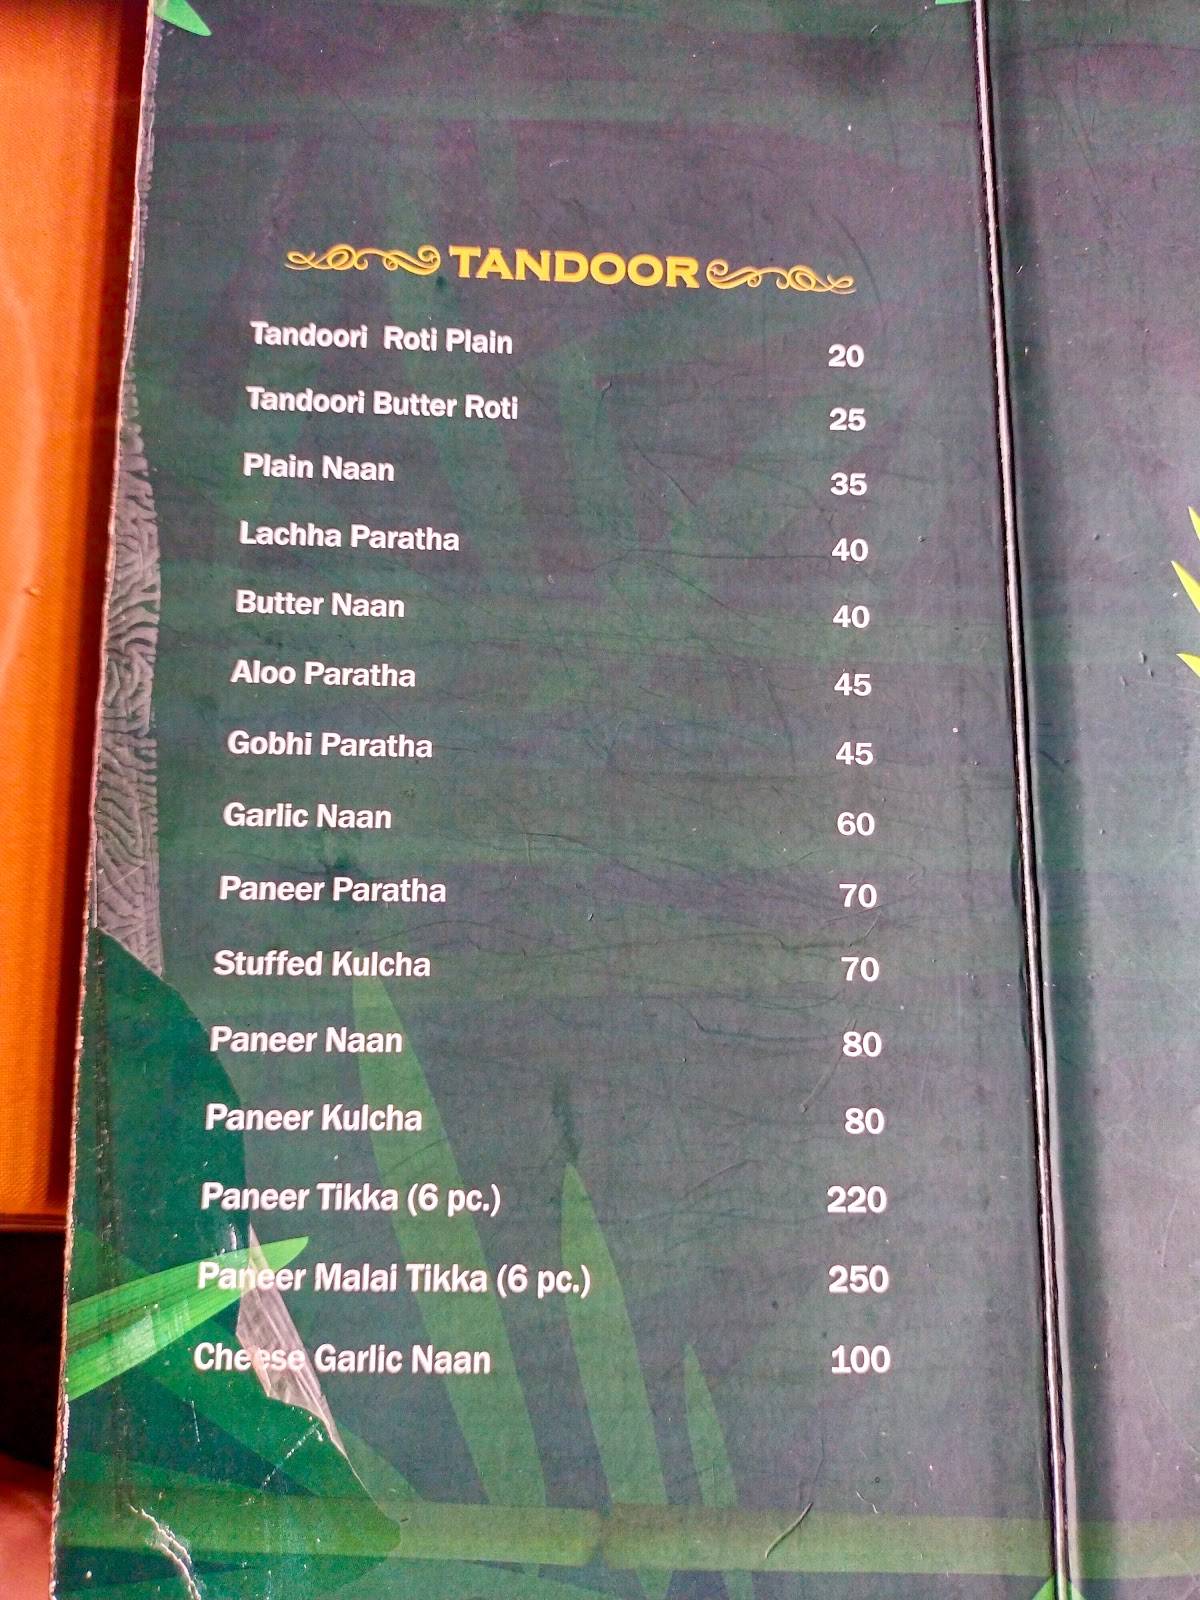 TANDOOR
Tandoori Roti Plain 20
Tandoori Butter Roti 25
Plain Naan 35
Lachha Paratha 40
Butter Naan 40
Aloo Paratha 45
Gobhi Paratha 45
Garlic Naan 60
Paneer Paratha 70
Stuffed Kulcha 70
Paneer Naan 80
Paneer Kulcha 80
Paneer Tikka (6 pc.) 220
Paneer Malai Tikka (6 pc.) 250
Cheese Garlic Naan 100